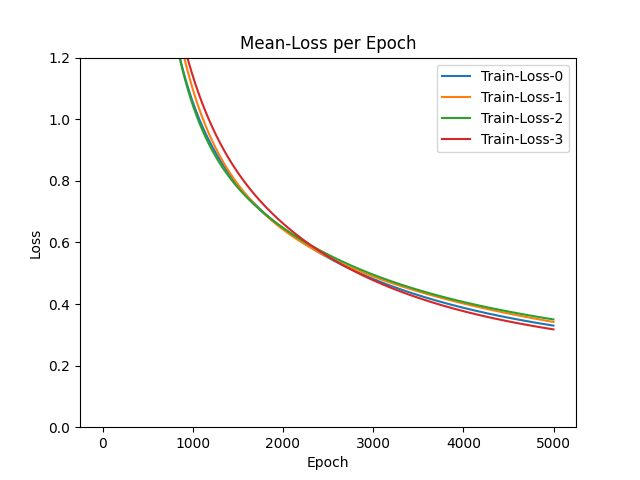 Mean-Loss per Epoch
1.2
1.0
0.8
0.6
0.4
0.2
0.0
Loss
Train-Loss-0
Train-Loss-1
Train-Loss-2
Train-Loss-3
0 1000 2000 3000 4000 5000
Epoch